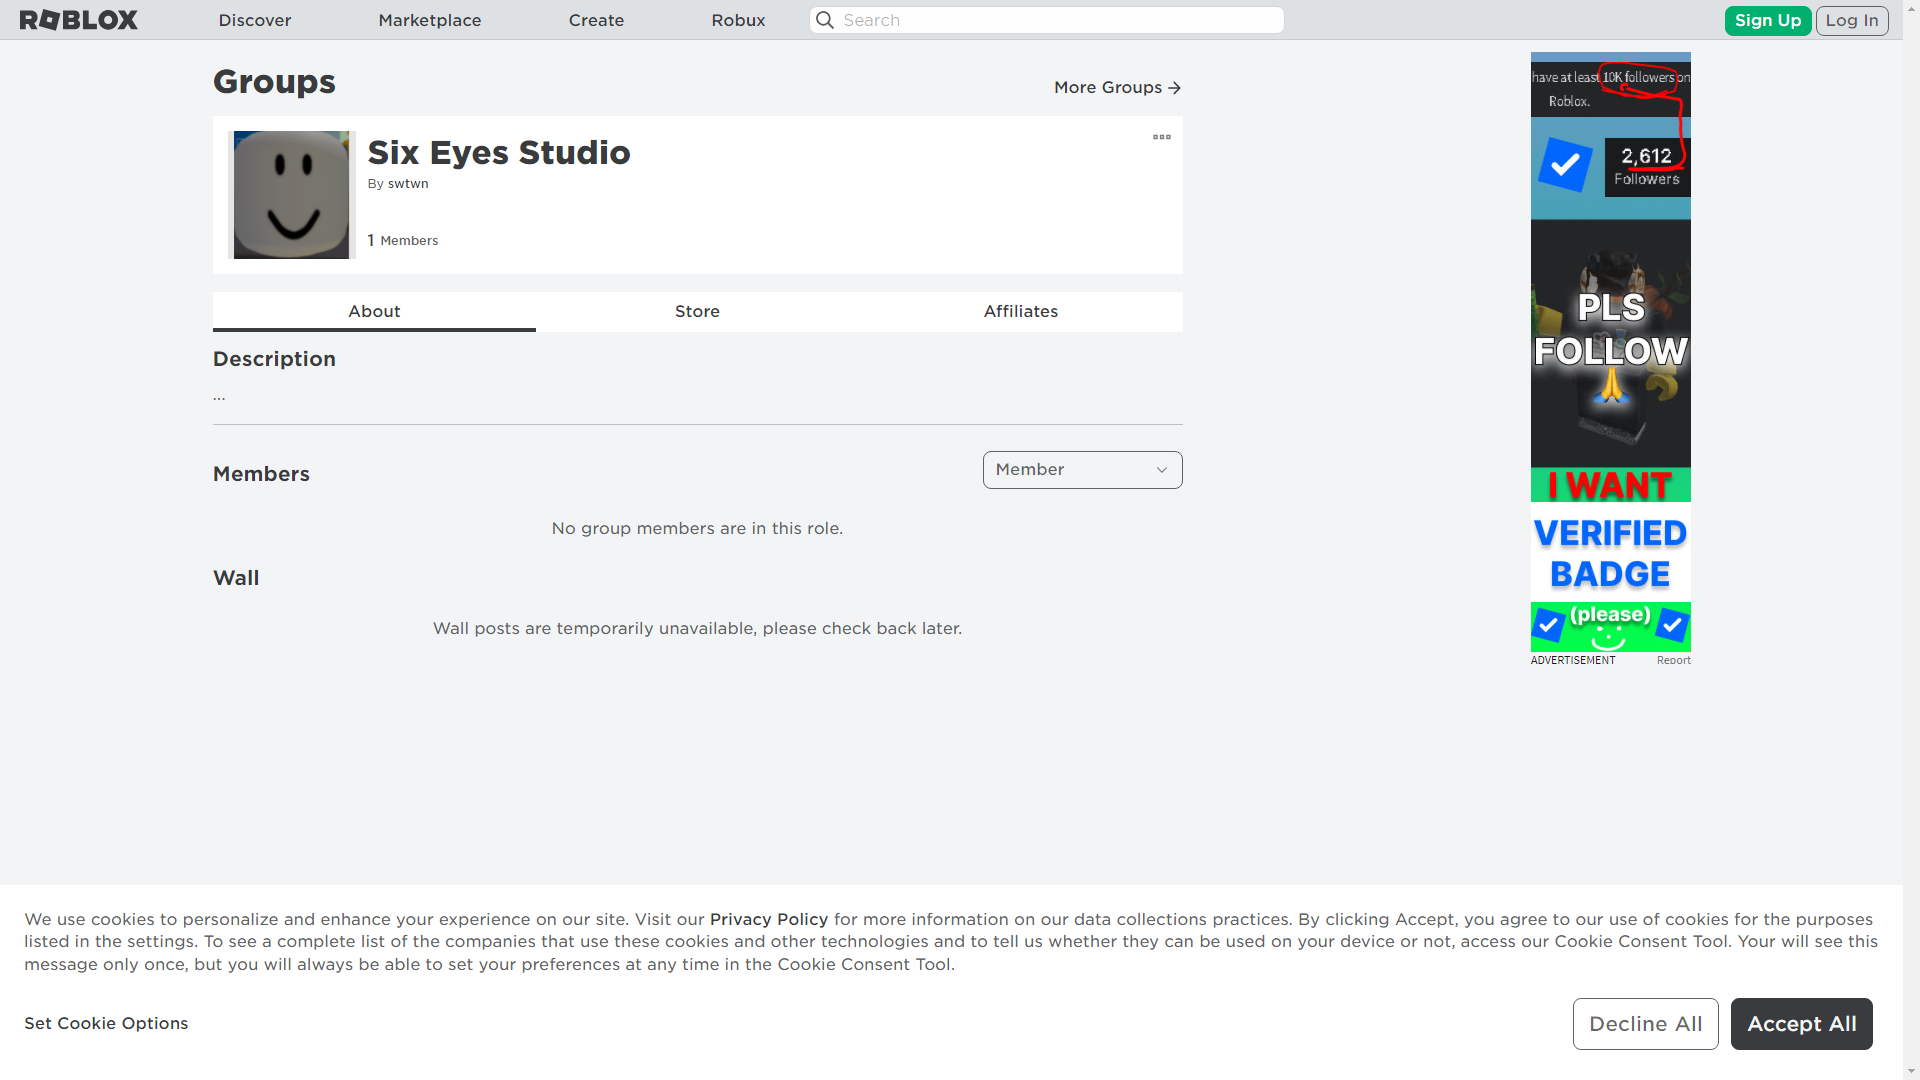 ROBLOX
Discover
Marketplace
Create
Robux
Search
Sign Up
Log In
Groups
More Groups
Six Eyes Studio
By swtwn
1 Members
About
Store
Affiliates
Description
...
Members
Member
No group members are in this role.
Wall
Wall posts are temporarily unavailable, please check back later.
have at least 10K followers on
Roblox.
2,612
Followers
PLS
FOLLOW
I WANT
VERIFIED
BADGE
(please)
ADVERTISEMENT
Report
We use cookies to personalize and enhance your experience on our site. Visit our Privacy Policy for more information on our data collections practices. By clicking Accept, you agree to our use of cookies for the purposes
listed in the settings. To see a complete list of the companies that use these cookies and other technologies and to tell us whether they can be used on your device or not, access our Cookie Consent Tool. Your will see this
message only once, but you will always be able to set your preferences at any time in the Cookie Consent Tool.
Set Cookie Options
Decline All
Accept All